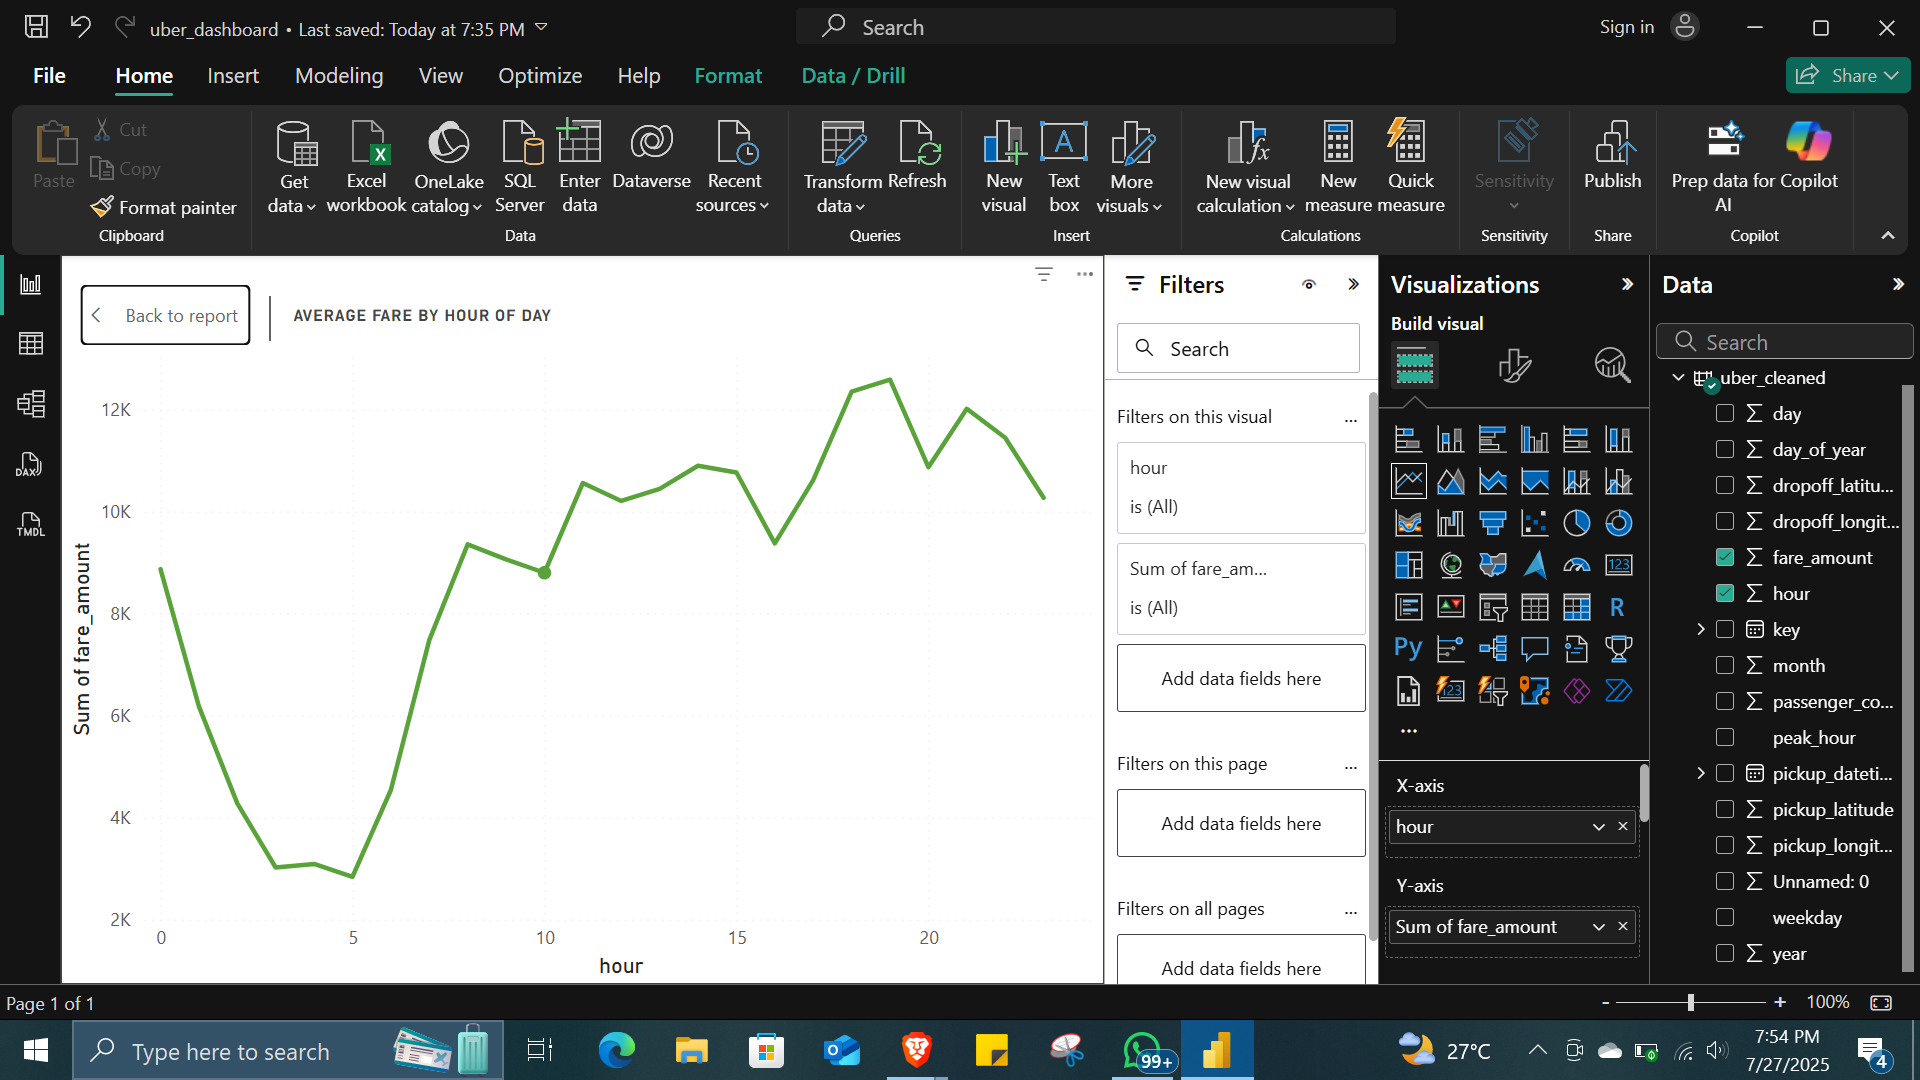 uber_dashboard • Last saved: Today at 7:35 PM
Search
Sign in
File
Home
Insert
Modeling
View
Optimize
Help
Format
Data / Drill
Share
Paste
Cut
Copy
Format painter
Clipboard
Get data
Excel workbook
OneLake catalog
SQL Server
Enter data
Dataverse
Recent sources
Data
Transform data
Refresh
Queries
New visual
Text box
More visuals
Insert
New visual calculation
New measure
Quick measure
Calculations
Sensitivity
Sensitivity
Publish
Share
Prep data for AI
Copilot
Copilot
DAX
TMDL
Back to report
AVERAGE FARE BY HOUR OF DAY
Sum of fare_amount
12K
10K
8K
6K
4K
2K
0
5
10
15
20
hour
Filters
Search
Filters on this visual
...
hour
is (All)
Sum of fare_am...
is (All)
Add data fields here
Filters on this page
...
Add data fields here
Filters on all pages
...
Add data fields here
Visualizations
Build visual
123
R
Py
123
...
X-axis
hour
Y-axis
Sum of fare_amount
Data
Search
uber_cleaned
day
day_of_year
dropoff_latitu...
dropoff_longit...
fare_amount
hour
key
month
passenger_co...
peak_hour
pickup_dateti...
pickup_latitude
pickup_longit...
Unnamed: 0
weekday
year
Page 1 of 1
- + 100%
Type here to search
99+
27°C
7:54 PM
7/27/2025
4